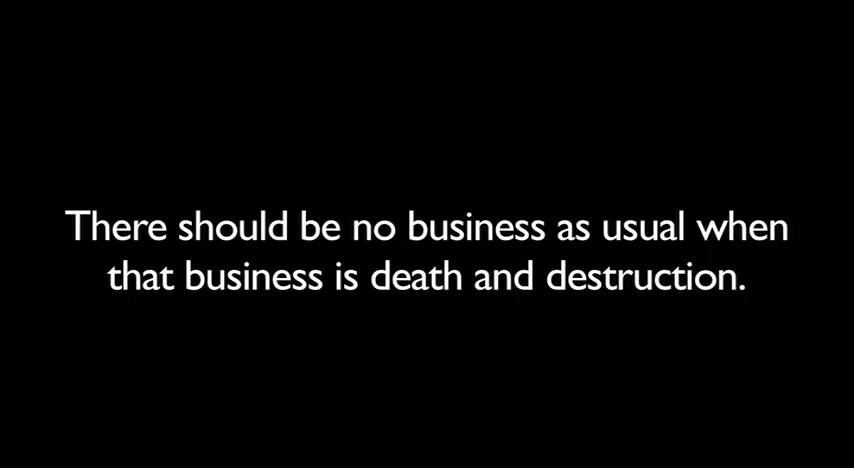 There should be no business as usual when
that business is death and destruction.